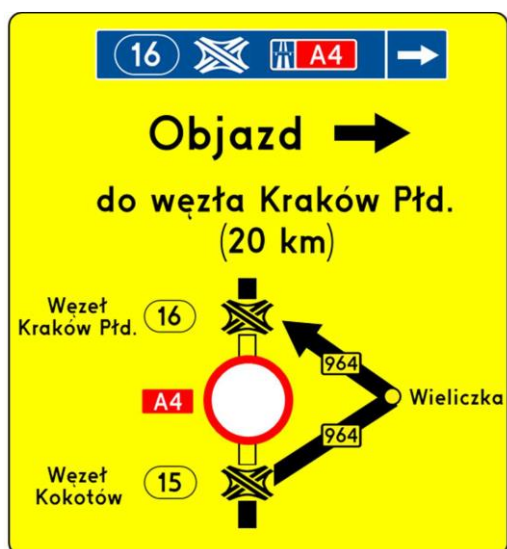 16 A4
Objazd
do węzła Kraków Płd.
(20 km)
Węzeł
Kraków Płd.
16
964
A4
Wieliczka
964
Węzeł
Kokotów
15